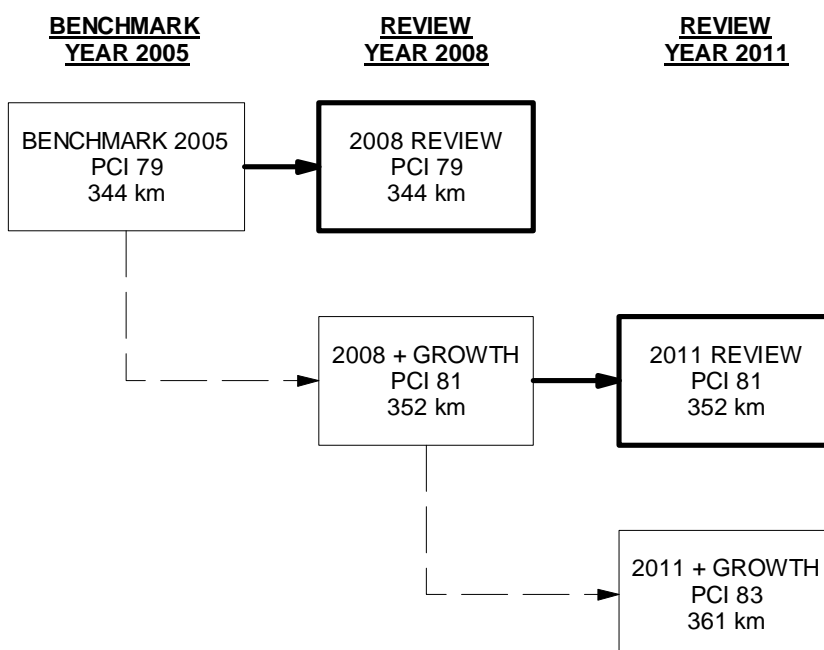 BENCHMARK
YEAR 2005
REVIEW
YEAR 2008
REVIEW
YEAR 2011
BENCHMARK 2005
PCI 79
344 km
2008 REVIEW
PCI 79
344 km
2008 + GROWTH
PCI 81
352 km
2011 REVIEW
PCI 81
352 km
2011 + GROWTH
PCI 83
361 km